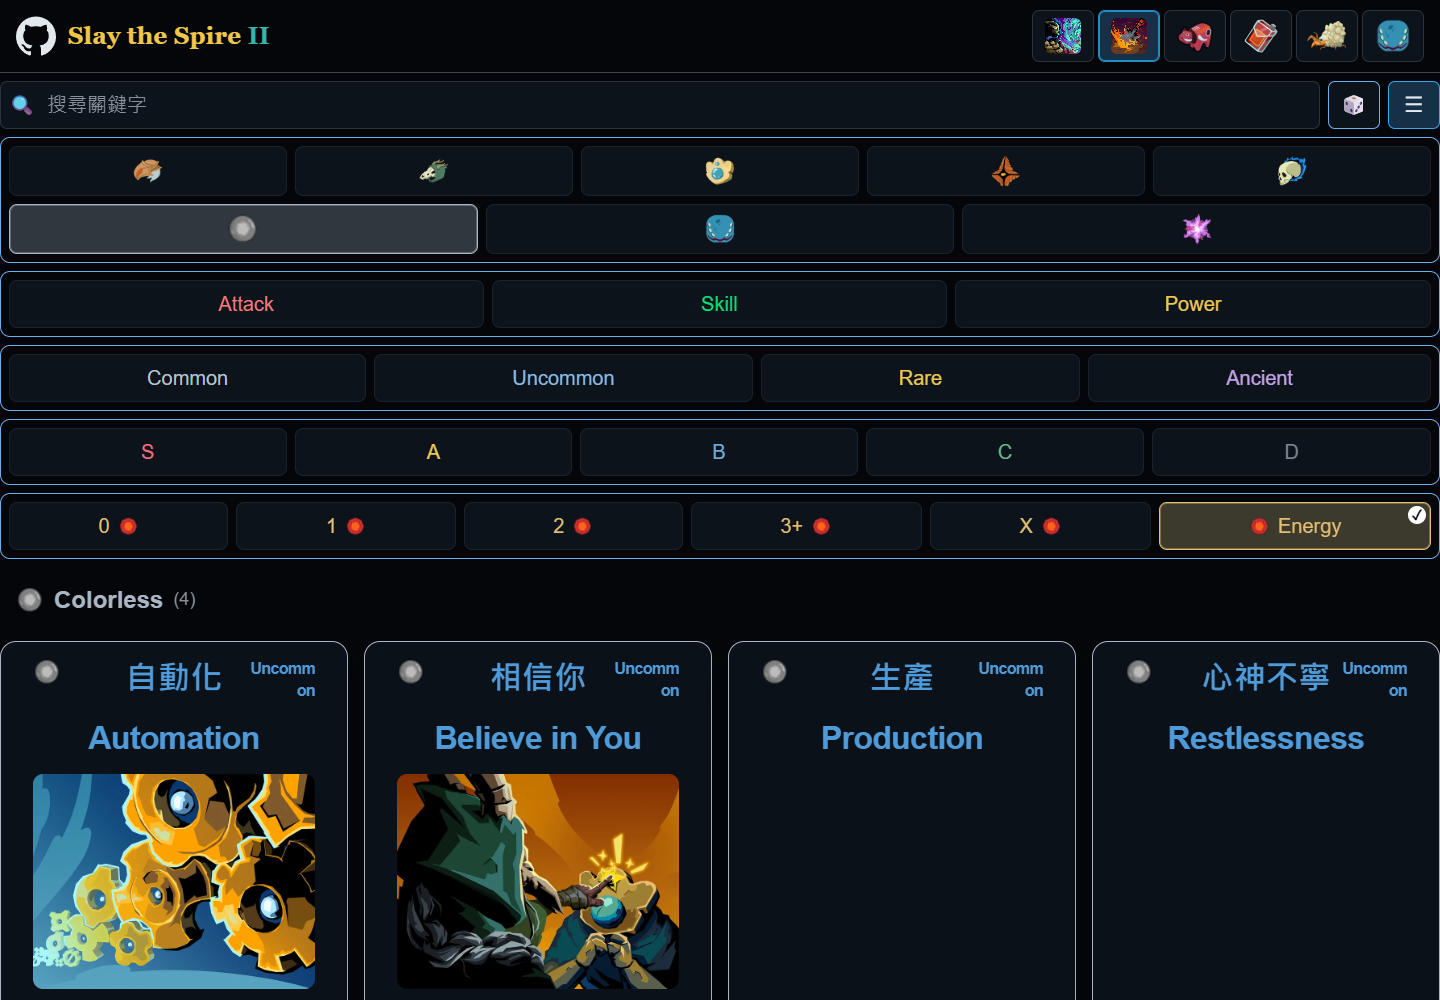 Slay the Spire II
搜尋關鍵字
Attack
Skill
Power
Common
Uncommon
Rare
Ancient
S
A
B
C
D
0
1
2
3+
X
Energy
Colorless (4)
自動化
Uncomm
on
Automation
相信你
Uncomm
on
Believe in You
生產
Uncomm
on
Production
心神不寧
Uncomm
on
Restlessness